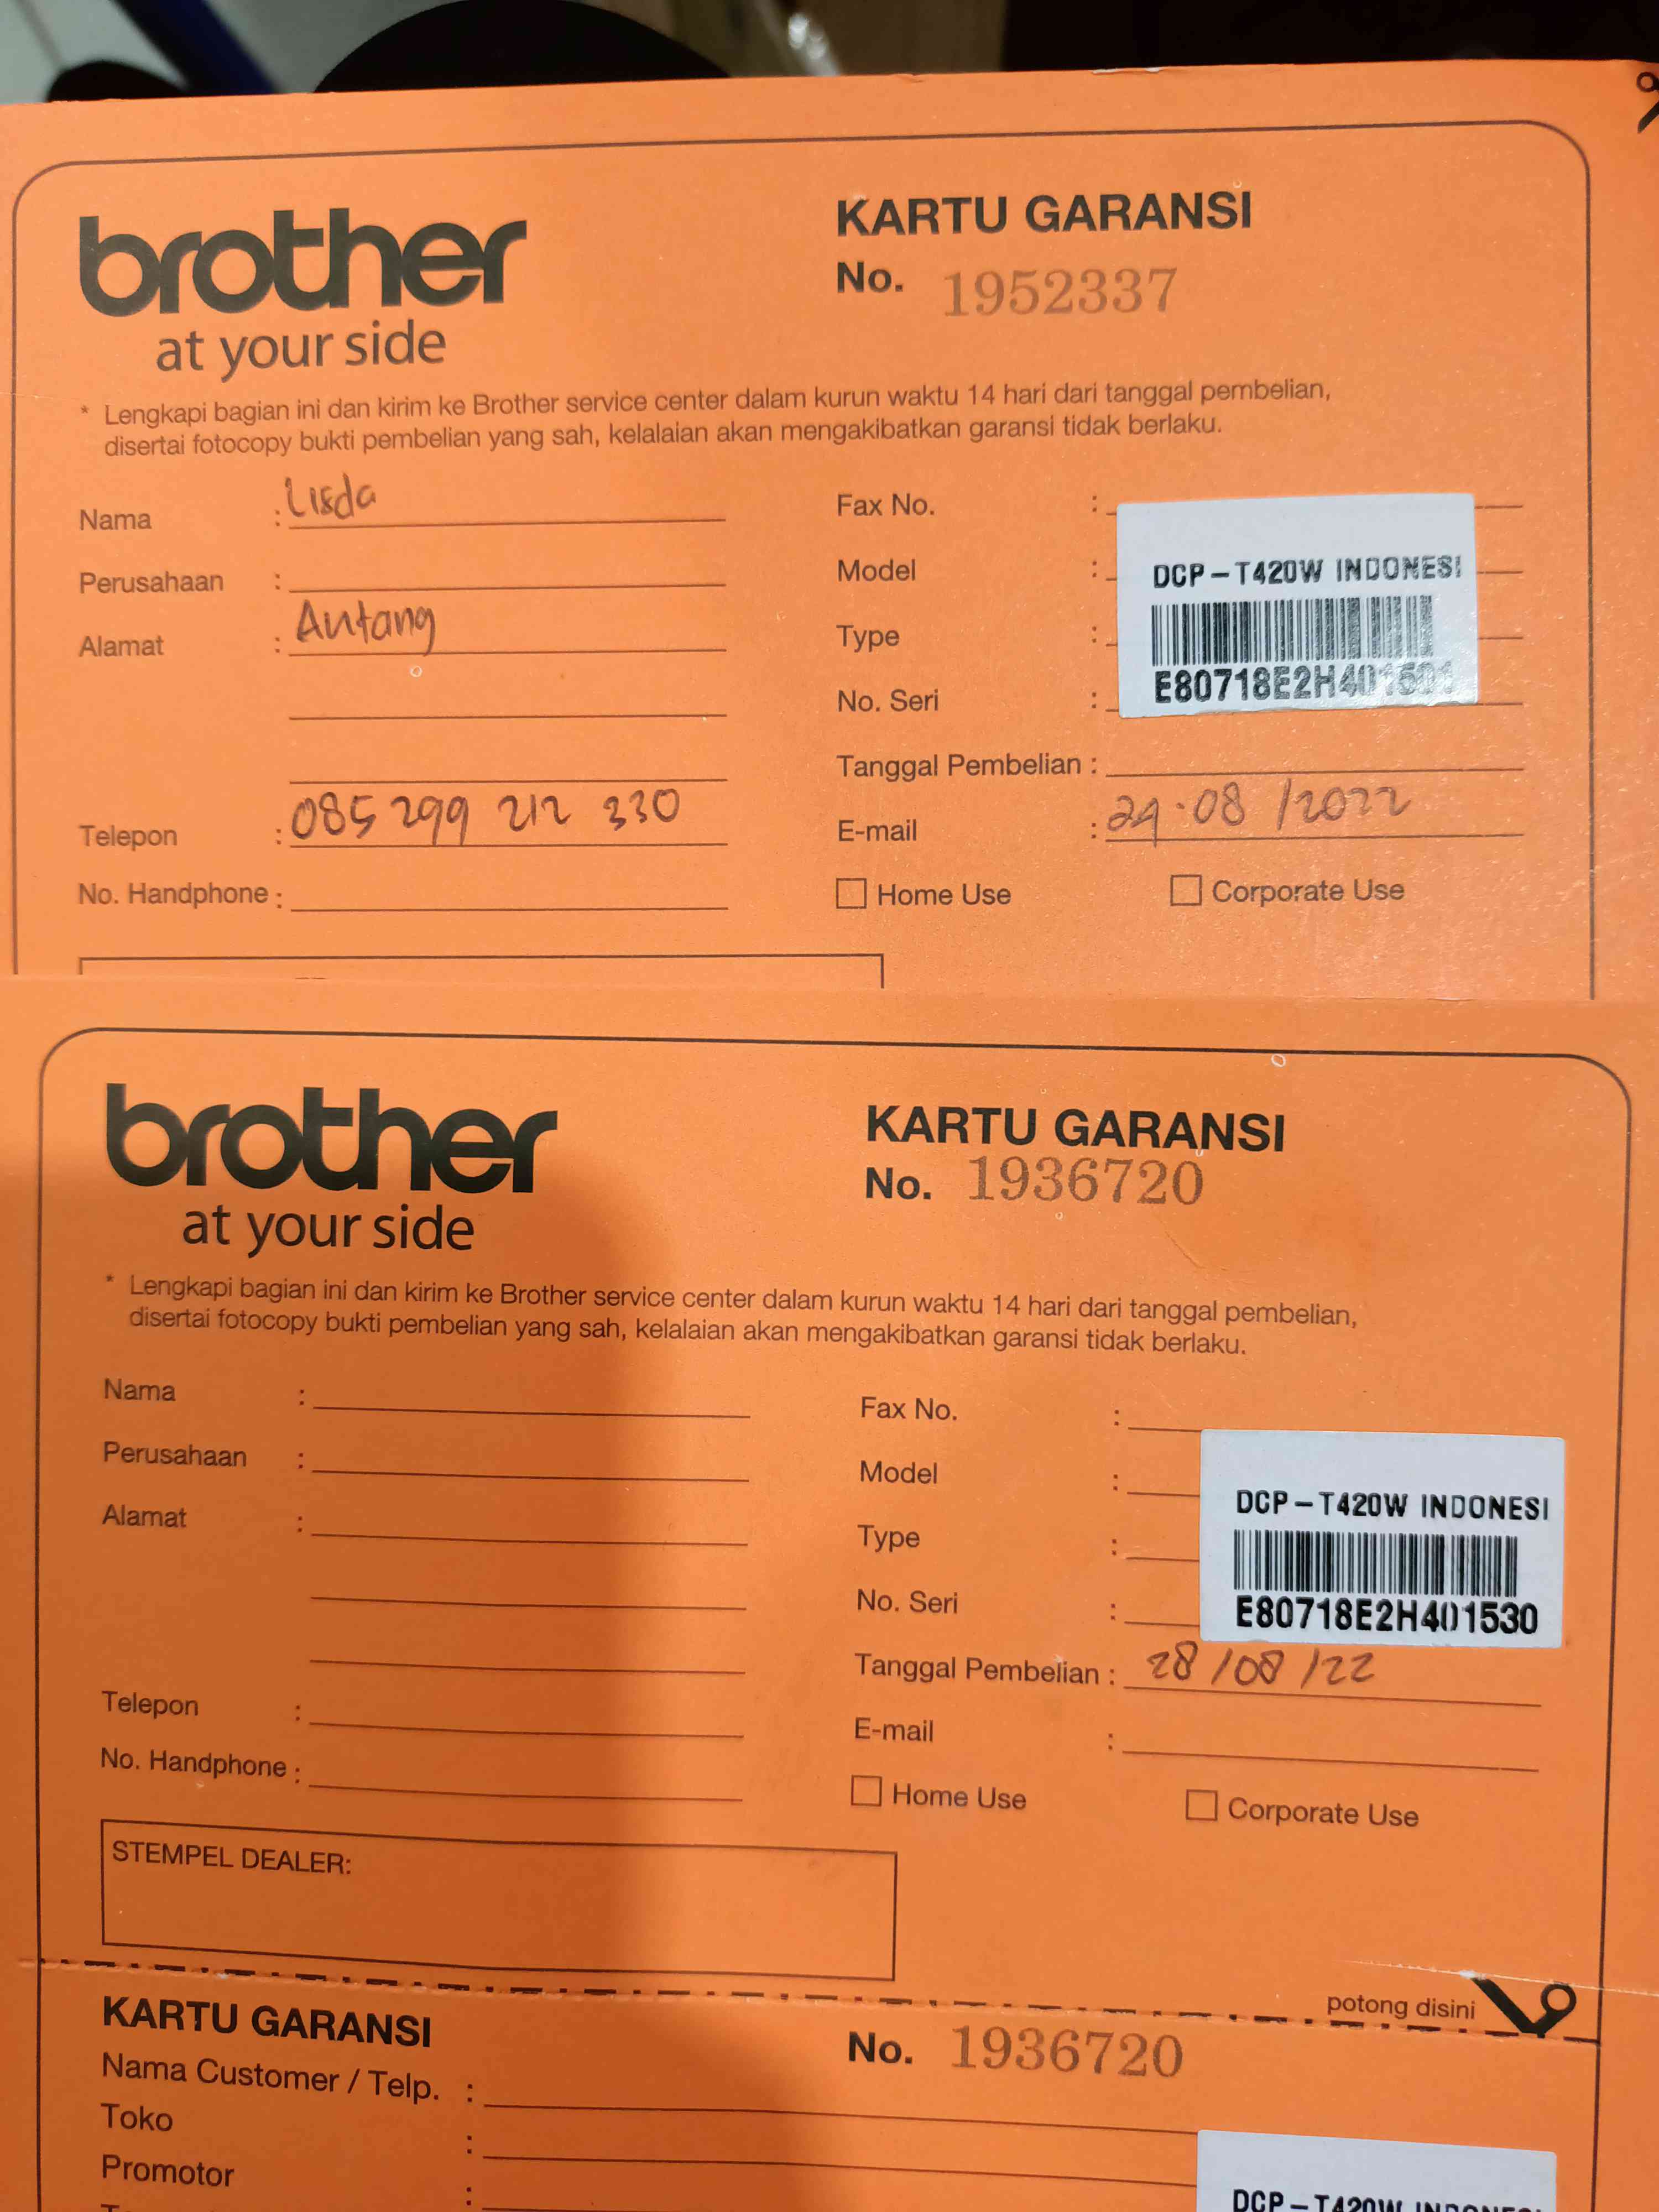 brother
at your side
KARTU GARANSI
No. 1952337
* Lengkapi bagian ini dan kirim ke Brother service center dalam kurun waktu 14 hari dari tanggal pembelian,
disertai fotocopy bukti pembelian yang sah, kelalaian akan mengakibatkan garansi tidak berlaku.
Nama : Lisda
Perusahaan :
Alamat : Antang
Telepon : 085 299 212 330
No. Handphone :
Fax No. :
Model :
Type :
No. Seri :
DCP-T420W INDONESI
E80718E2H401501
Tanggal Pembelian :
E-mail : 29.08/2022
Home Use Corporate Use
brother
at your side
KARTU GARANSI
No. 1936720
* Lengkapi bagian ini dan kirim ke Brother service center dalam kurun waktu 14 hari dari tanggal pembelian,
disertai fotocopy bukti pembelian yang sah, kelalaian akan mengakibatkan garansi tidak berlaku.
Nama :
Perusahaan :
Alamat :
Telepon :
No. Handphone :
Fax No. :
Model :
Type :
No. Seri :
DCP-T420W INDONESI
E80718E2H401530
Tanggal Pembelian : 28/08/22
E-mail :
Home Use Corporate Use
STEMPEL DEALER:
potong disini
KARTU GARANSI
No. 1936720
Nama Customer / Telp. :
Toko :
Promotor :
DCP-T420W INDONESI